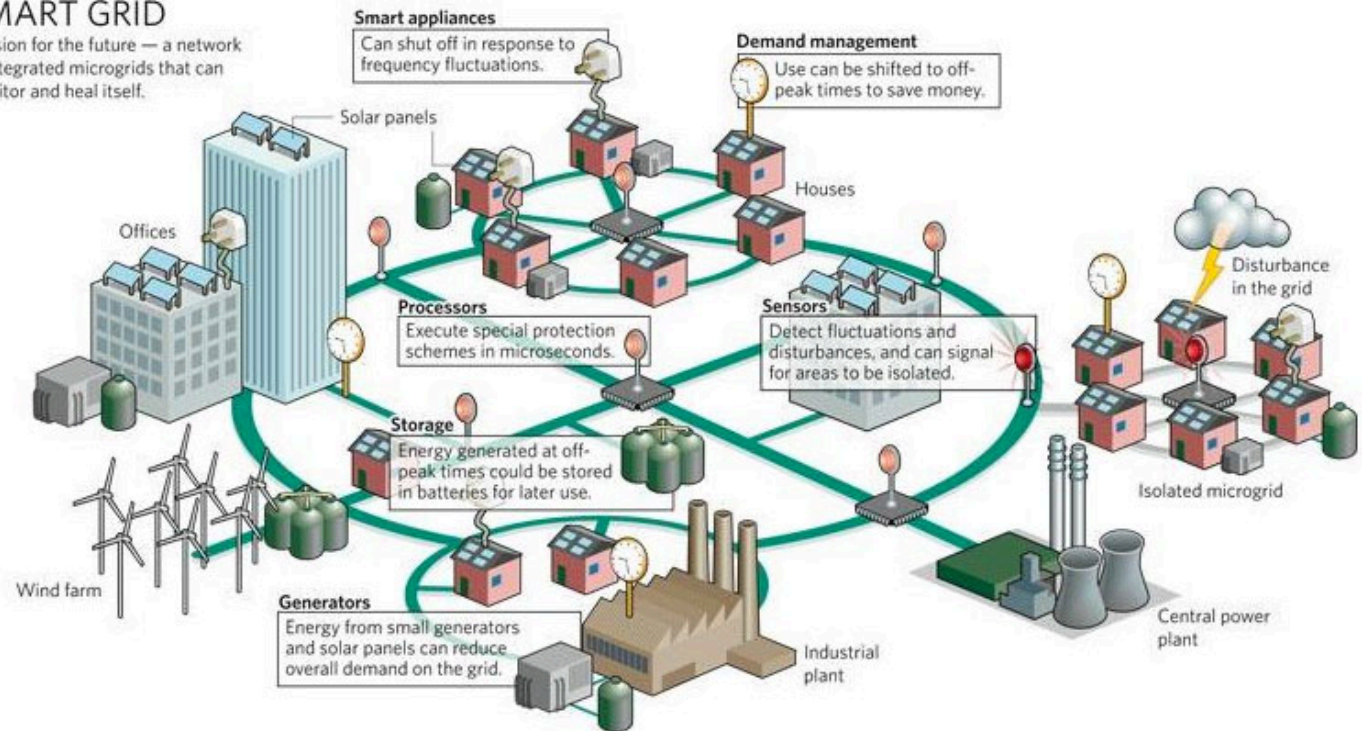 MART GRID
sion for the future — a network
tegrated microgrids that can
itor and heal itself.
Smart appliances
Can shut off in response to
frequency fluctuations.
Demand management
Use can be shifted to off-
peak times to save money.
Solar panels
Houses
Offices
Disturbance
in the grid
Processors
Execute special protection
schemes in microseconds.
Sensors
Detect fluctuations and
disturbances, and can signal
for areas to be isolated.
Storage
Energy generated at off-
peak times could be stored
in batteries for later use.
Isolated microgrid
Wind farm
Generators
Energy from small generators
and solar panels can reduce
overall demand on the grid.
Industrial
plant
Central power
plant